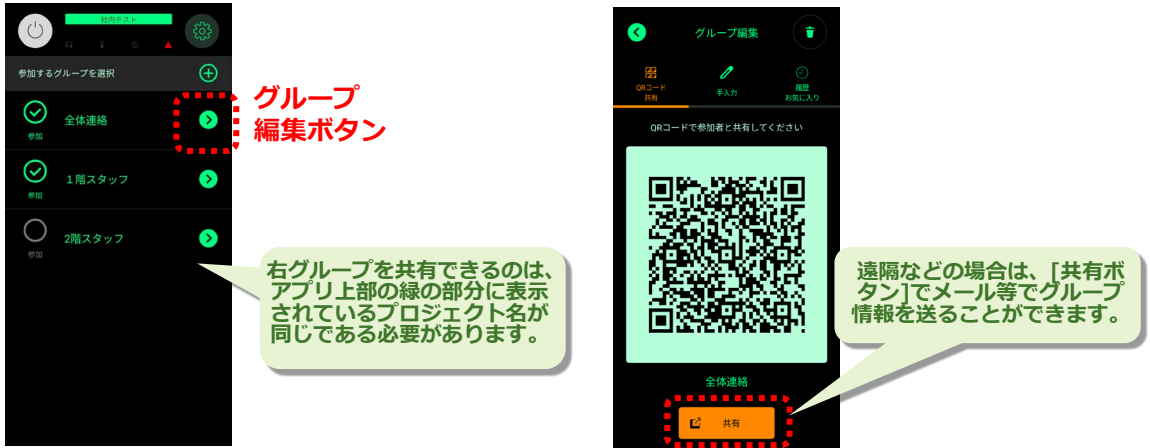 社内テスト
参加するグループを選択
全体連絡
参加
1階スタッフ
参加
2階スタッフ
参加
グループ
編集ボタン
右グループを共有できるのは、
アプリ上部の緑の部分に表示
されているプロジェクト名が
同じである必要があります。
グループ編集
QRコード
共有
手入力
履歴
お気に入り
QRコードで参加者と共有してください
全体連絡
共有
遠隔などの場合は、[共有ボ
タン]でメール等でグループ
情報を送ることができます。